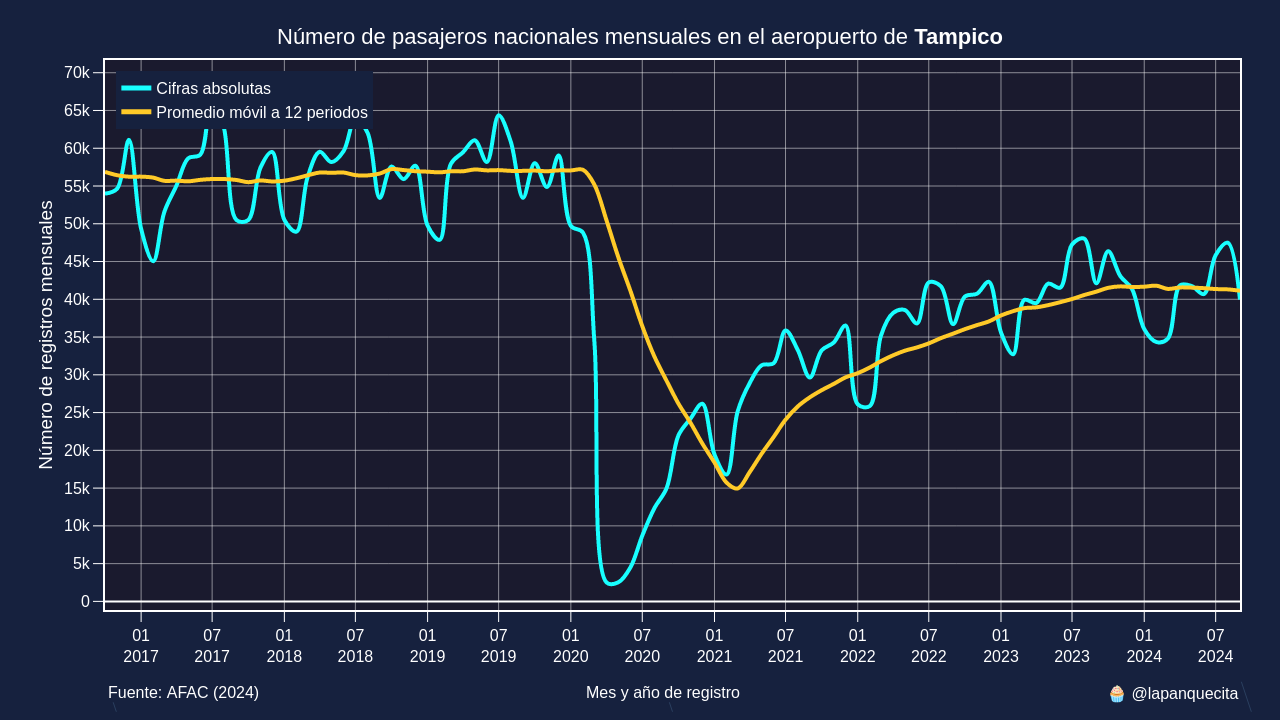 Número de pasajeros nacionales mensuales en el aeropuerto de Tampico
Cifras absolutas
Promedio móvil a 12 periodos
Número de registros mensuales
70k
65k
60k
55k
50k
45k
40k
35k
30k
25k
20k
15k
10k
5k
0
01 07 01 07 01 07 01 07 01 07 01 07 01 07 01 07
2017 2017 2018 2018 2019 2019 2020 2020 2021 2021 2022 2022 2023 2023 2024 2024
Fuente: AFAC (2024) Mes y año de registro 🧁 @lapanquecita